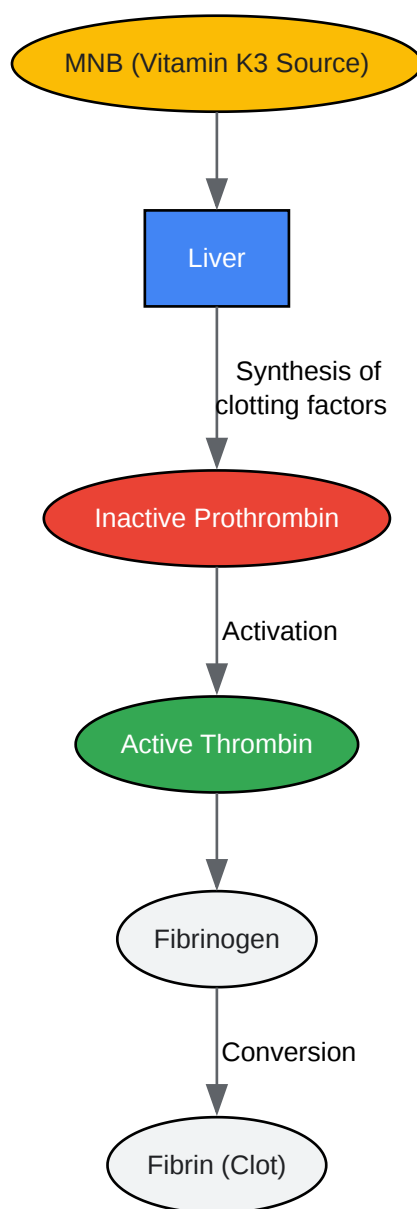 MNB (Vitamin K3 Source)
Liver
Synthesis of
clotting factors
Inactive Prothrombin
Activation
Active Thrombin
Fibrinogen
Conversion
Fibrin (Clot)